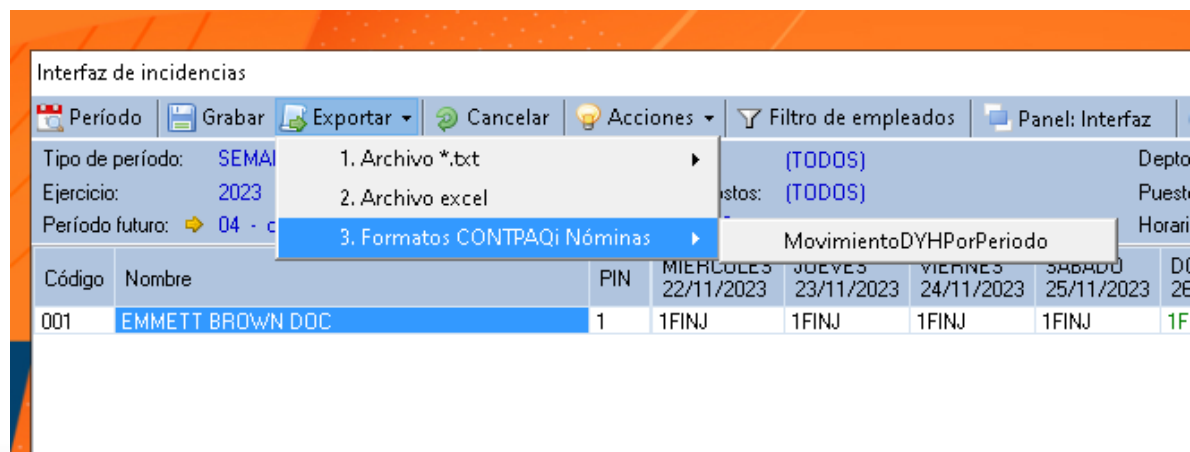 Interfaz de incidencias
Período Grabar Exportar Cancelar Acciones Filtro de empleados Panel: Interfaz
Tipo de período: 1. Archivo *.txt (TODOS)
Ejercicio: 2023 2. Archivo excel (TODOS)
Período futuro: 04 - 3. Formatos CONTPAQi Nóminas MovimientoDYHPorPeriodo
Código Nombre PIN MIERCOLES JUEVES VIERNES SABADO
22/11/2023 23/11/2023 24/11/2023 25/11/2023
001 EMMETT BROWN DOC 1 1FINJ 1FINJ 1FINJ 1FINJ